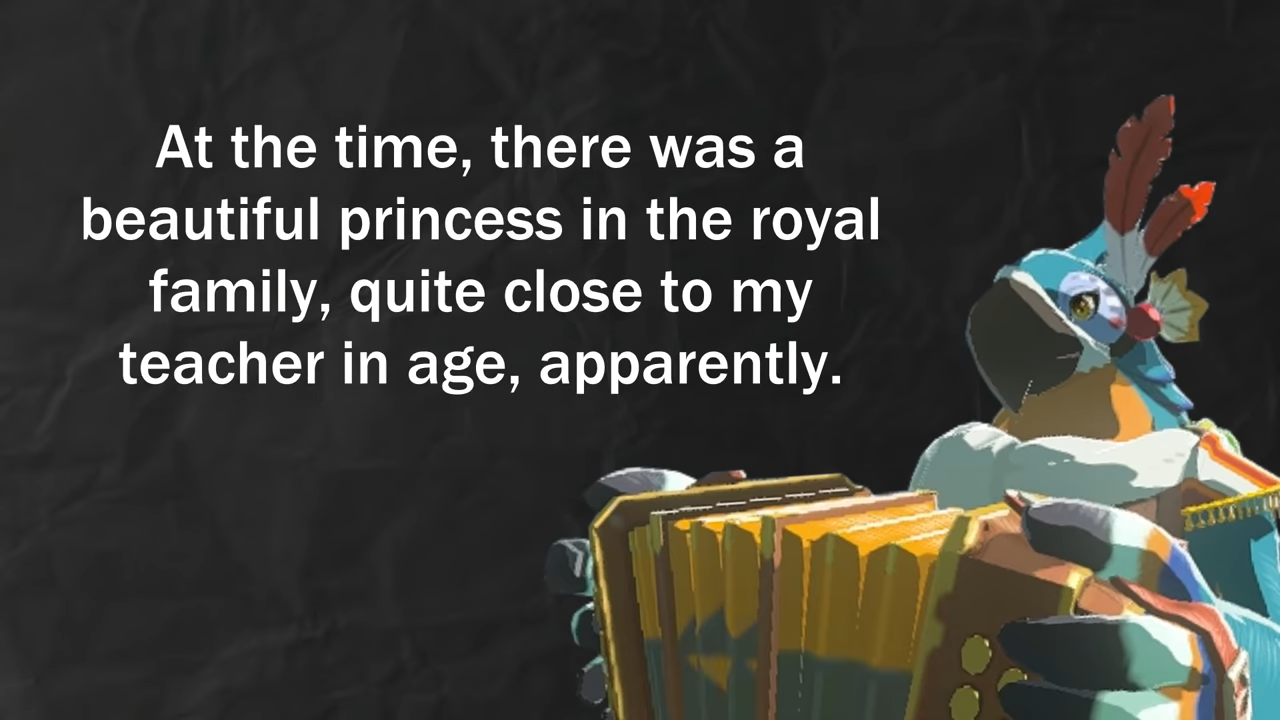 At the time, there was a
beautiful princess in the royal
family, quite close to my
teacher in age, apparently.